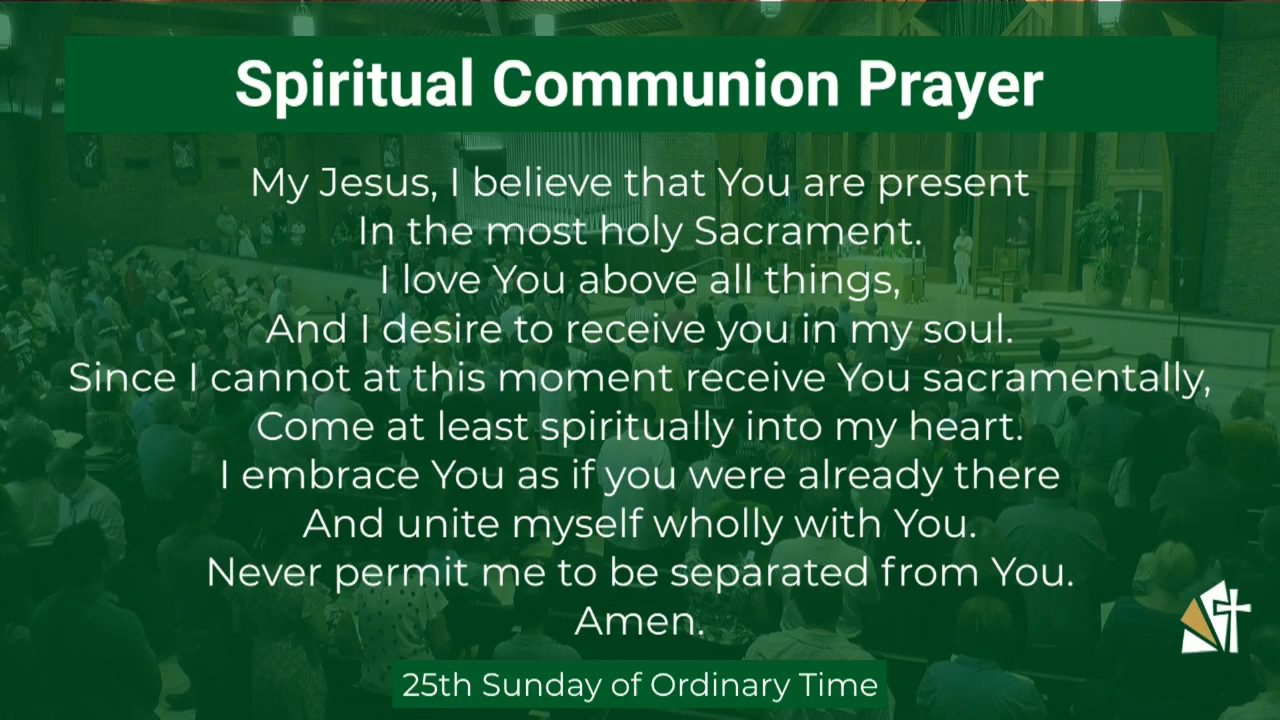 Spiritual Communion Prayer
My Jesus, I believe that You are present
In the most holy Sacrament.
I love You above all things,
And I desire to receive you in my soul.
Since I cannot at this moment receive You sacramentally,
Come at least spiritually into my heart.
I embrace You as if you were already there
And unite myself wholly with You.
Never permit me to be separated from You.
Amen.
25th Sunday of Ordinary Time